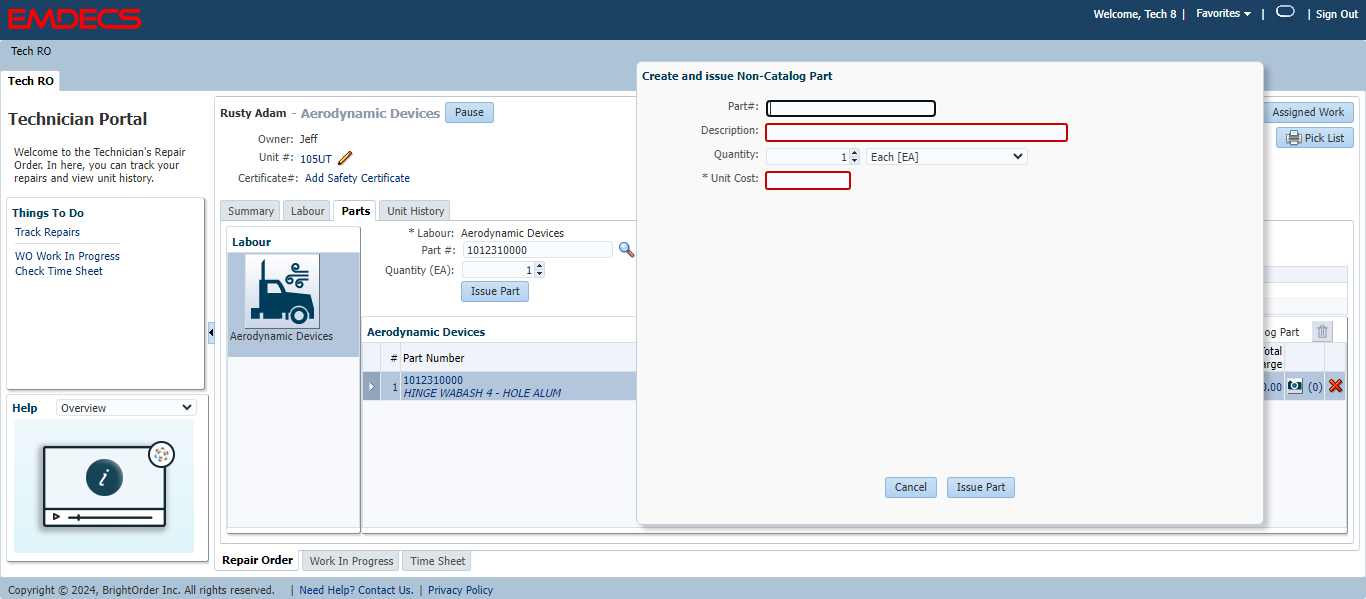 EMDECS
Welcome, Tech 8 | Favorites | | Sign Out
Tech RO
Tech RO
Technician Portal
Welcome to the Technician's Repair
Order. In here, you can track your
repairs and view unit history.
Things To Do
Track Repairs
WO Work In Progress
Check Time Sheet
Help Overview
i
Rusty Adam - Aerodynamic Devices Pause
Owner: Jeff
Unit #: 105UT
Certificate#: Add Safety Certificate
Summary Labour Parts Unit History
Labour
Aerodynamic Devices
* Labour: Aerodynamic Devices
Part #: 1012310000
Quantity (EA): 1
Issue Part
Aerodynamic Devices
# Part Number
1 1012310000
HINGE WABASH 4 - HOLE ALUM
Create and issue Non-Catalog Part
Part#:
Description:
Quantity: 1 Each [EA]
* Unit Cost:
Cancel Issue Part
Assigned Work
Pick List
og Part
otal
arge
0.00 (0)
Repair Order Work In Progress Time Sheet
Copyright © 2024, BrightOrder Inc. All rights reserved. | Need Help? Contact Us. | Privacy Policy